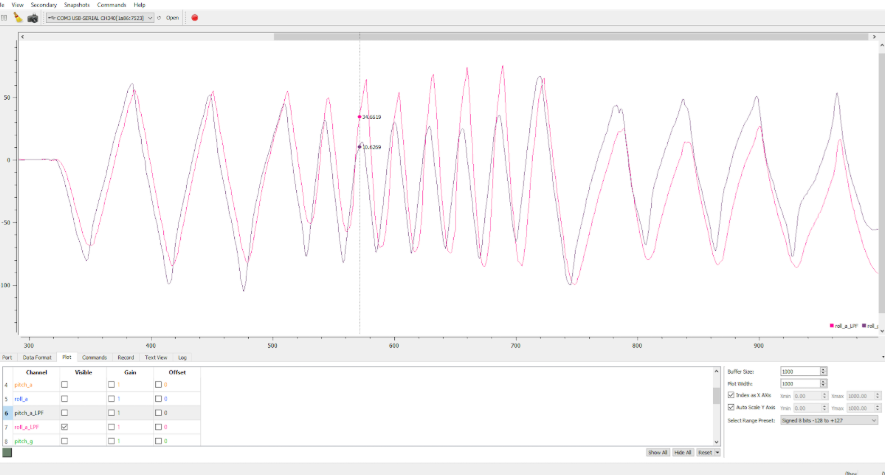 View Secondary Snapshots Commands Help
COM3 USB-SERIAL CH340[1a86:7523] Open
50
0
-50
100
34.6219
10.6269
roll_a_LPF roll_
300 400 500 600 700 800 900
Port Data Format Plot Commands Record Text View Log
Channel Visible Gain Offset
4 pitch_a 1 0
5 roll_a 1 0
6 pitch_a_LPF 1 0
7 roll_a_LPF 1 0
8 pitch_g 1 0
Buffer Size: 1000
Plot Width: 1000
Index as X Axis Xmin 0.00 Xmax 1000.00
Auto Scale Y Axis Ymin 0.00 Ymax 1000.00
Select Range Preset: Signed 8 bits -128 to +127
Show All Hide All Reset